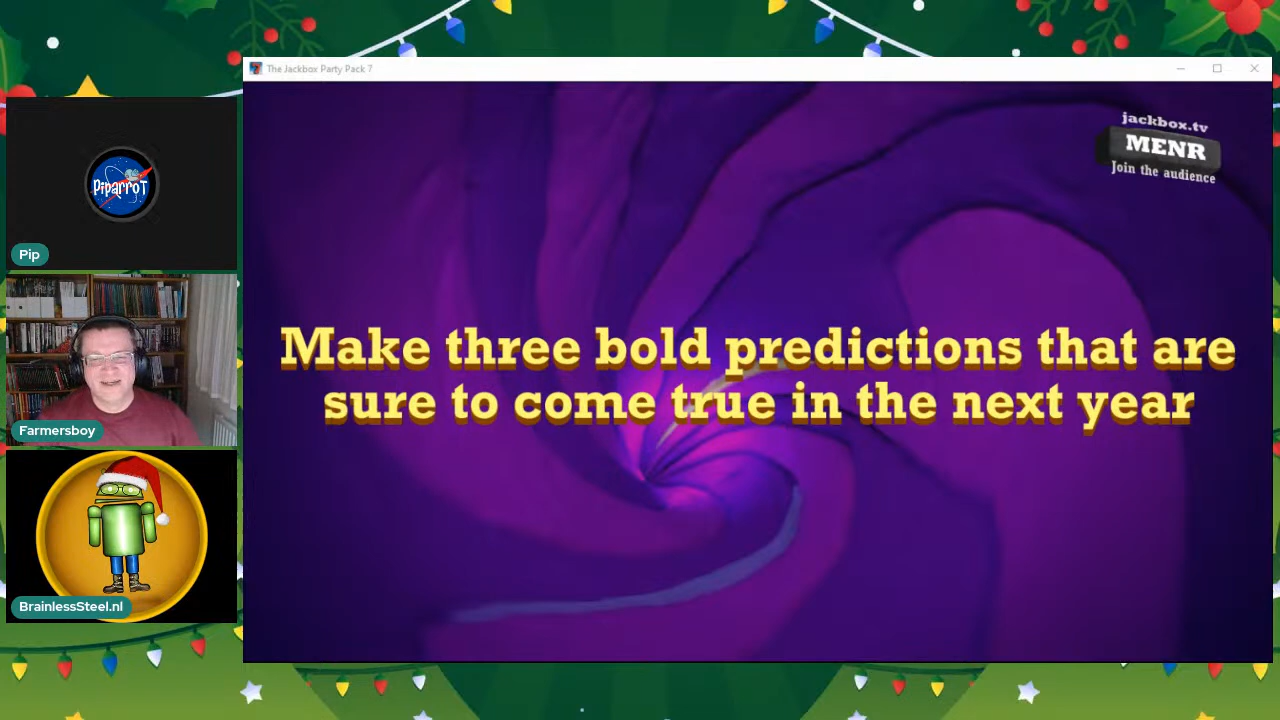 The Jackbox Party Pack 7
jackbox.tv
MENR
Join the audience
PiparroT
Pip
Make three bold predictions that are
sure to come true in the next year
Farmersboy
BrainlessSteel.nl